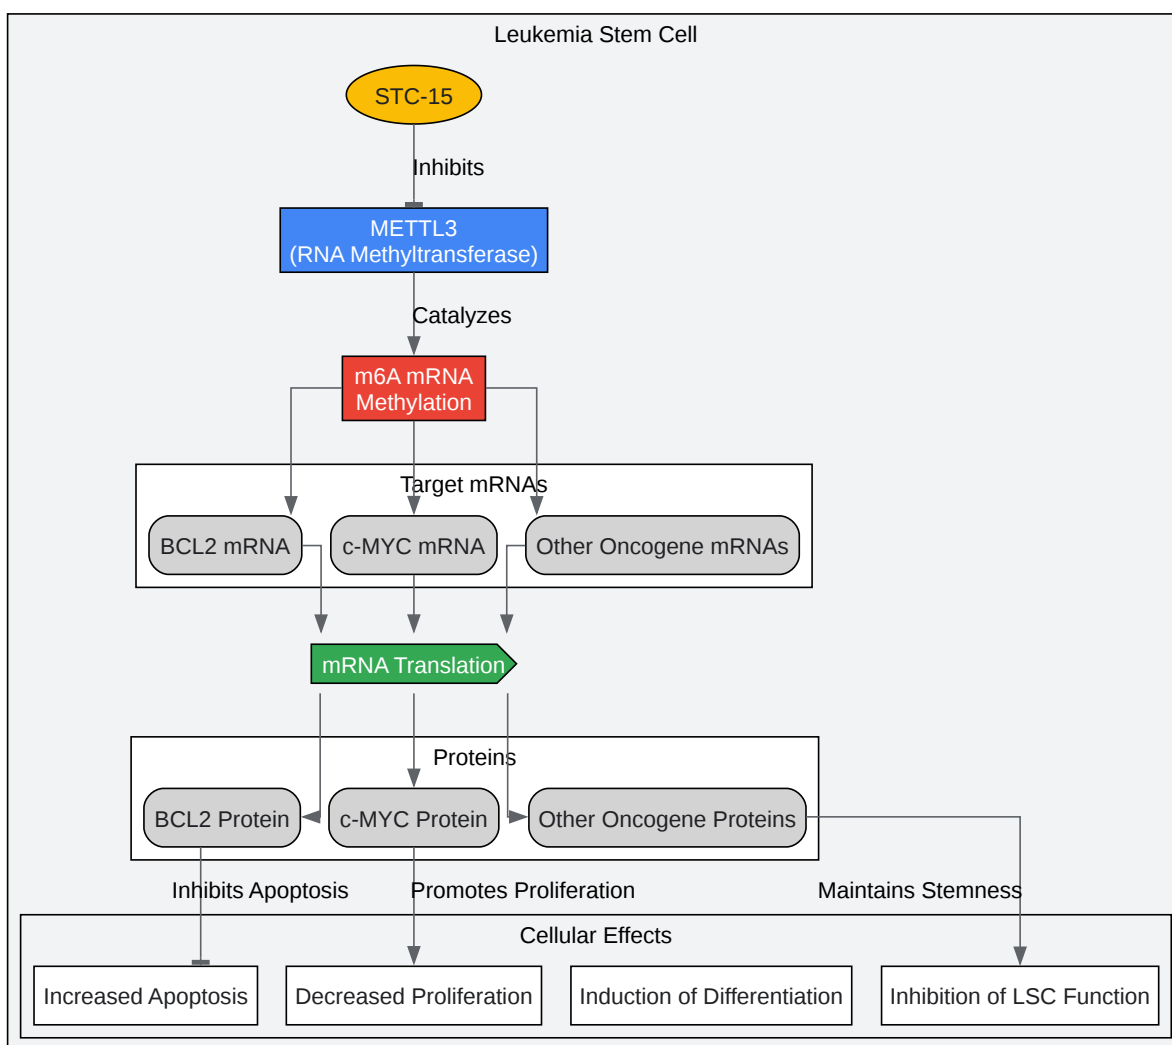 Leukemia Stem Cell
STC-15
Inhibits
METTL3
(RNA Methyltransferase)
Catalyzes
m6A mRNA
Methylation
Target mRNAs
BCL2 mRNA
c-MYC mRNA
Other Oncogene mRNAs
mRNA Translation
Proteins
BCL2 Protein
c-MYC Protein
Other Oncogene Proteins
Inhibits Apoptosis
Promotes Proliferation
Maintains Stemness
Cellular Effects
Increased Apoptosis
Decreased Proliferation
Induction of Differentiation
Inhibition of LSC Function